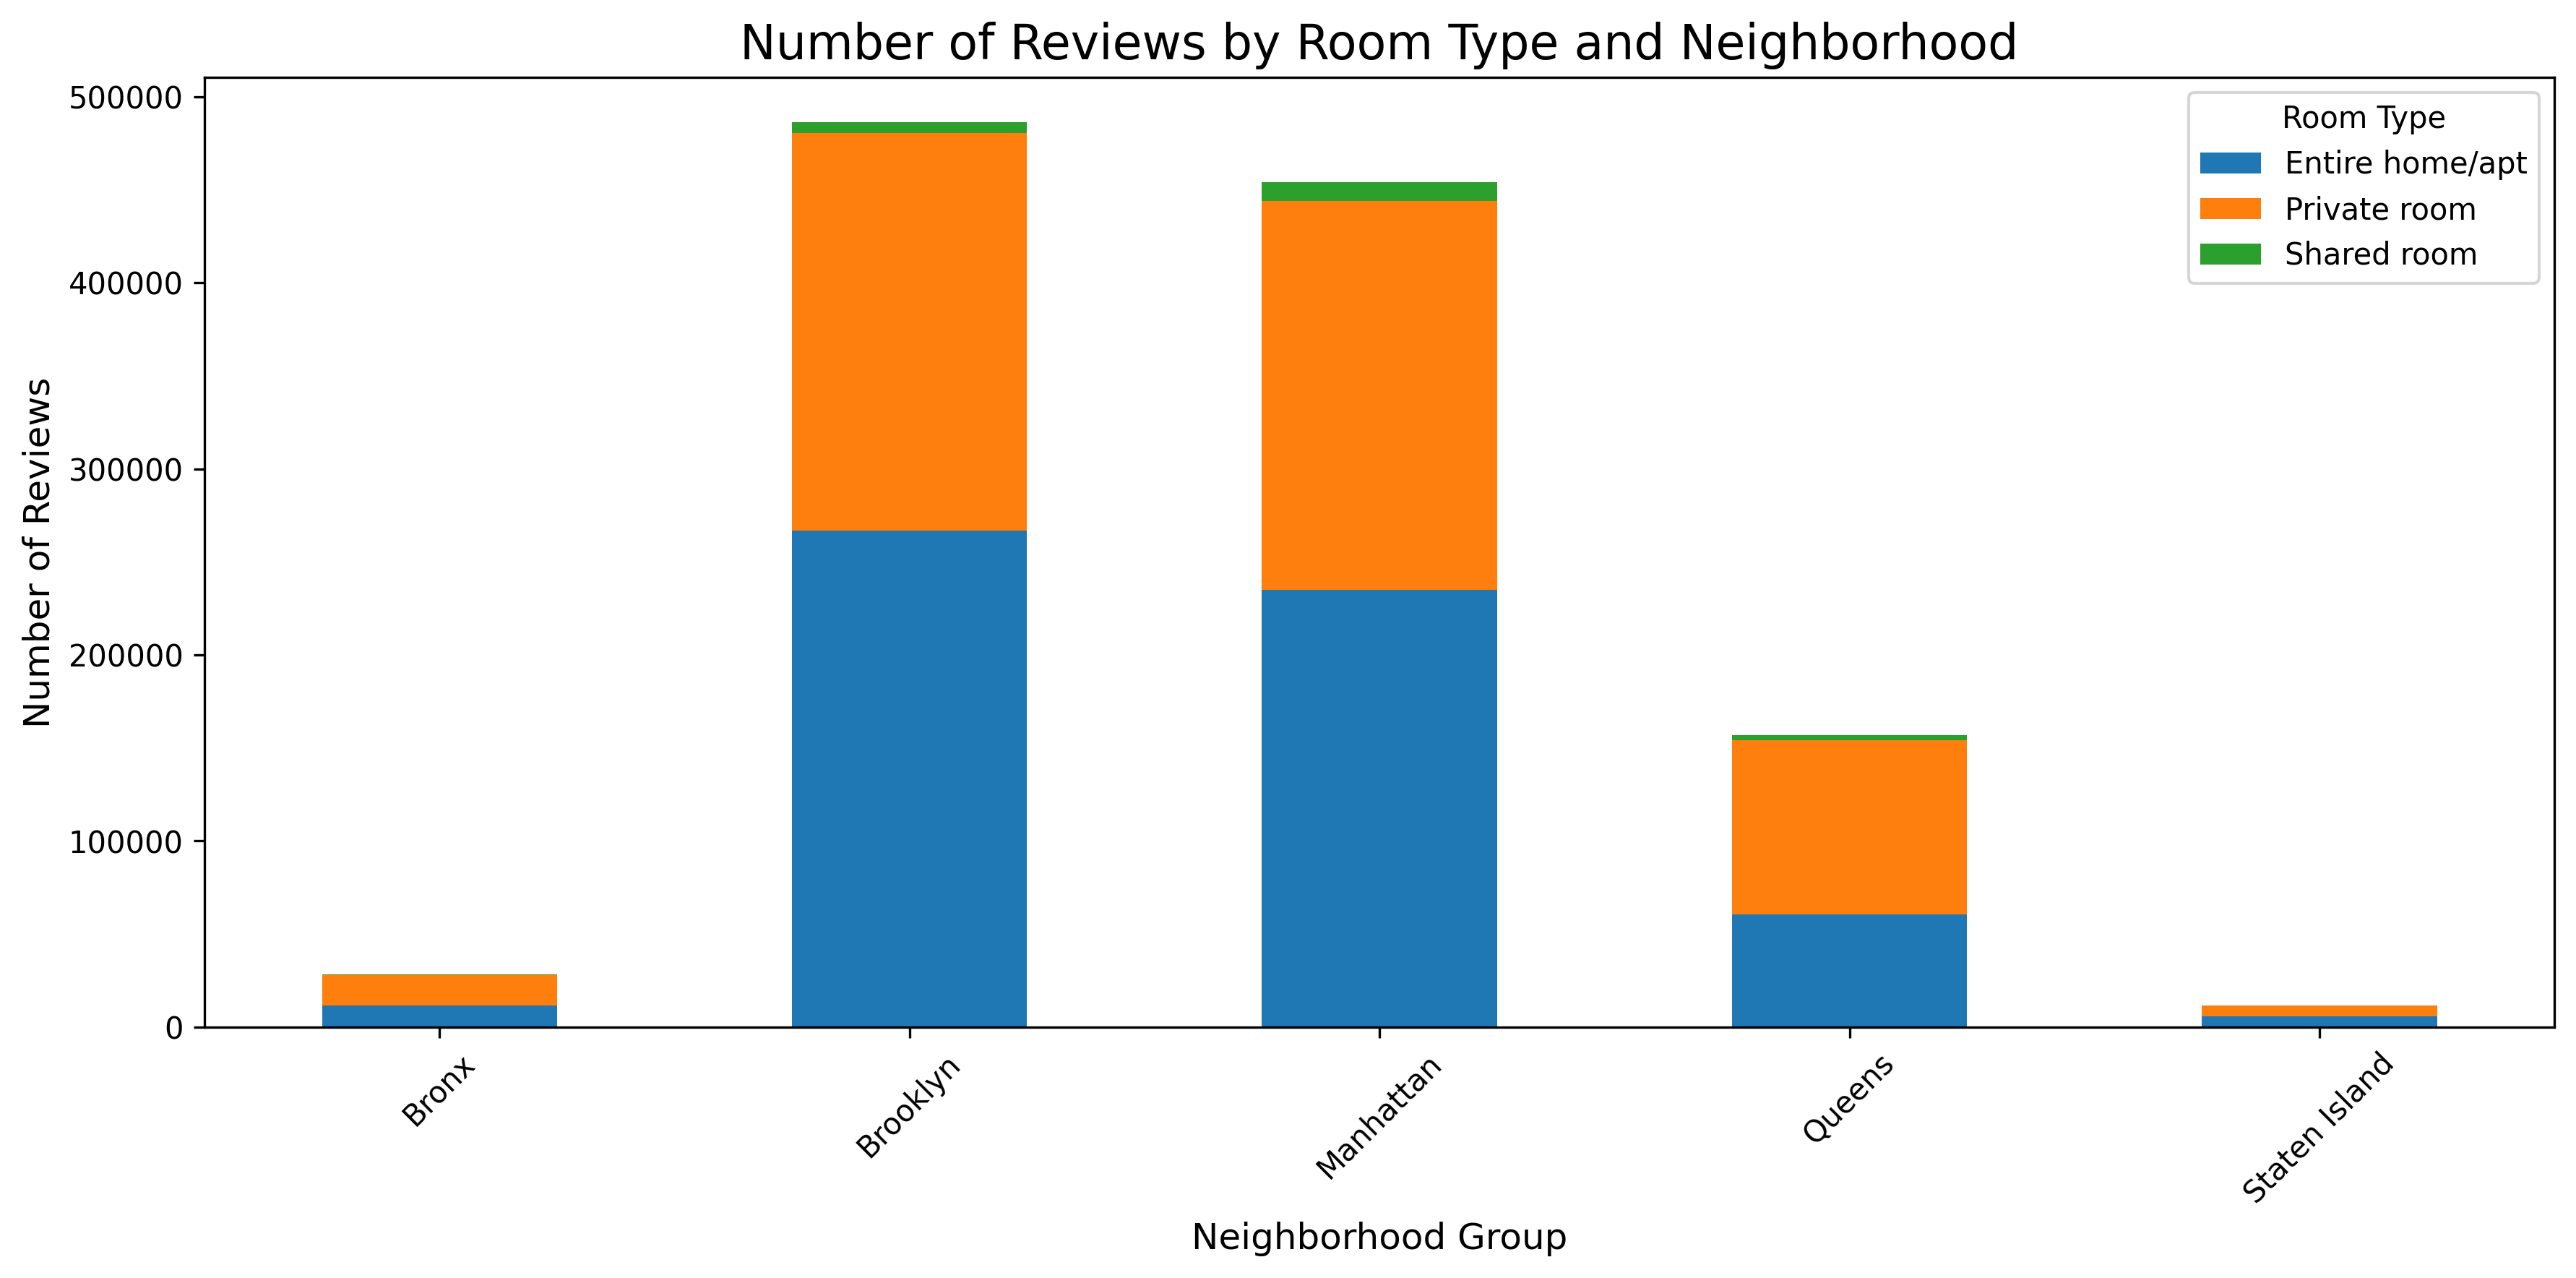 Number of Reviews by Room Type and Neighborhood
500000
400000
300000
200000
100000
0
Number of Reviews
Room Type
Entire home/apt
Private room
Shared room
Bronx
Brooklyn
Manhattan
Queens
Staten Island
Neighborhood Group